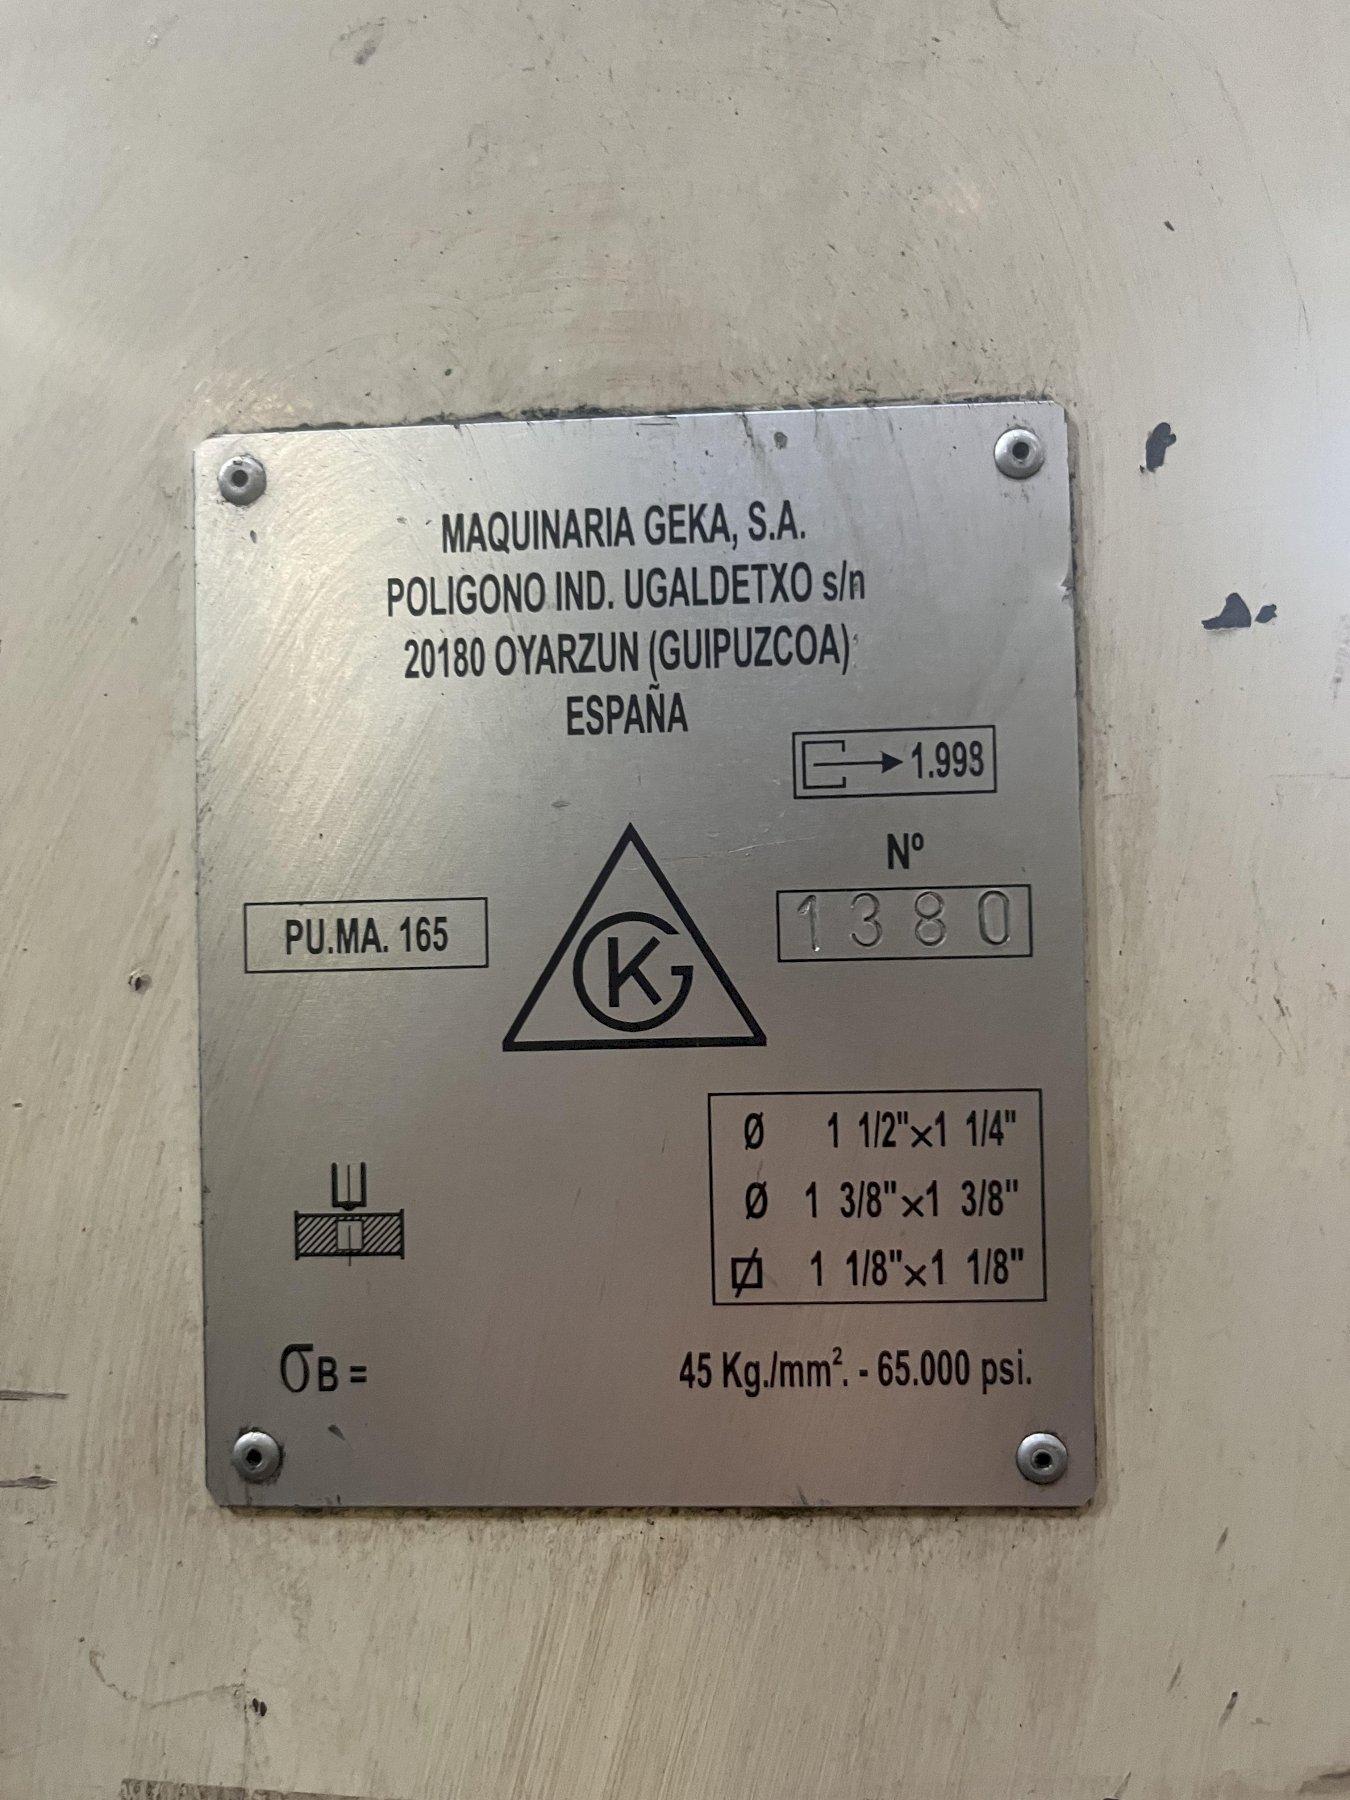 MAQUINARIA GEKA, S.A.
POLIGONO IND. UGALDETXO s/n
20180 OYARZUN (GUIPUZCOA)
ESPAÑA
1.998
Nº
PU.MA. 165
GK
1380
Ø 1 1/2"×1 1/4"
Ø 1 3/8"×1 3/8"
1 1/8"×1 1/8"
σB = 45 Kg./mm². - 65.000 psi.